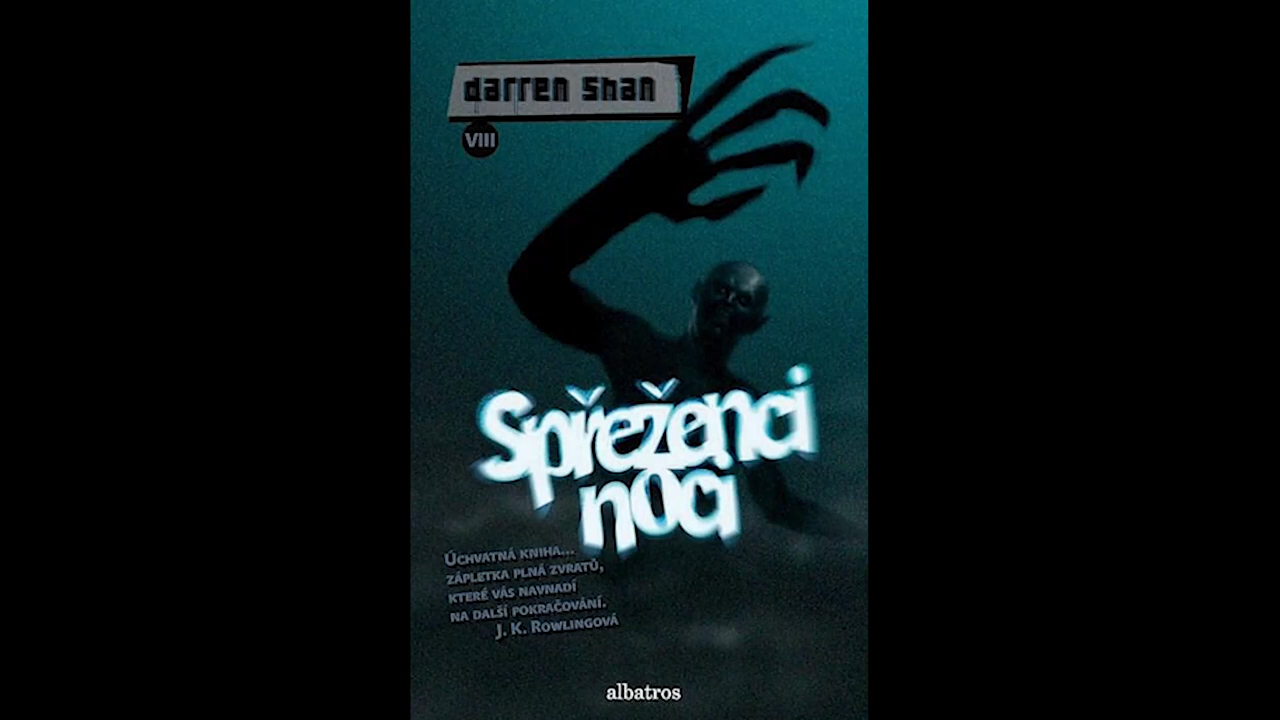 darren shan
VIII
Spřeženci
noci
Úchvatná kniha...
zápletka plná zvratů,
které vás navnadí
na další pokračování.
J. K. Rowlingová
albatros